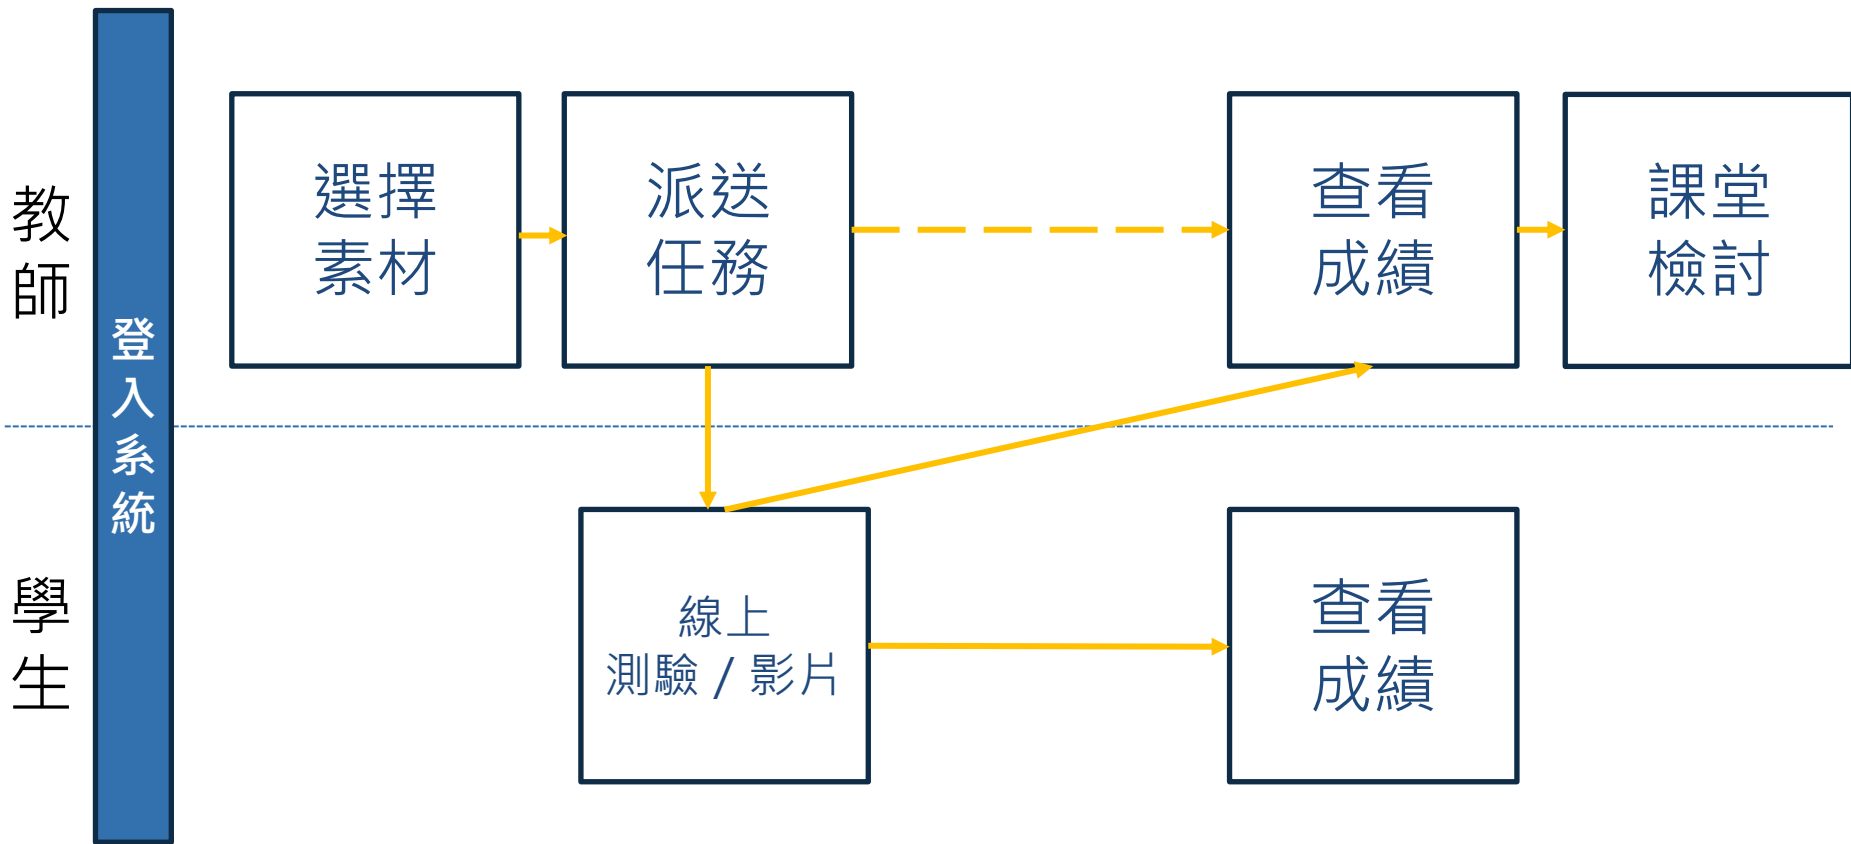 教師
登入系統
選擇
素材
派送
任務
查看
成績
課堂
檢討
學生
線上
測驗 / 影片
查看
成績